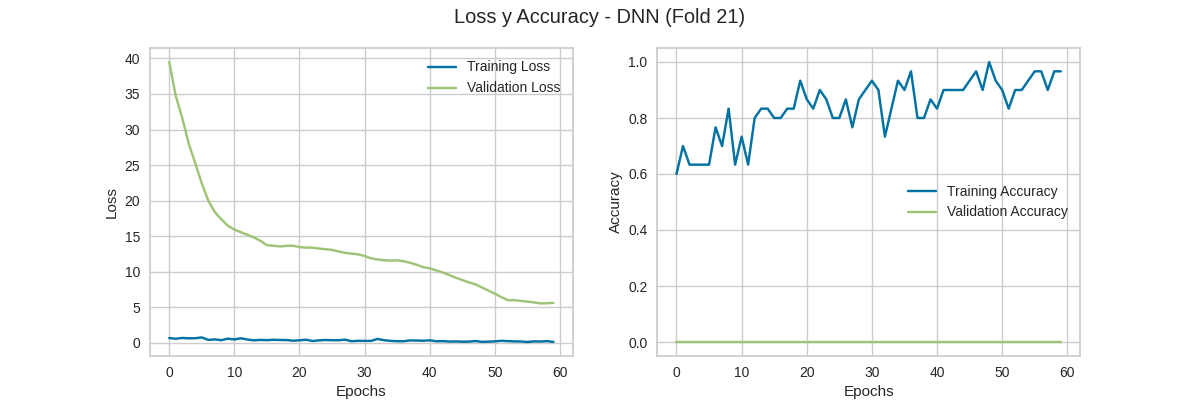 Loss y Accuracy - DNN (Fold 21)
40
35
30
25
20
15
10
5
0
Loss
Training Loss
Validation Loss
0 10 20 30 40 50 60
Epochs
1.0
0.8
0.6
0.4
0.2
0.0
Accuracy
Training Accuracy
Validation Accuracy
0 10 20 30 40 50 60
Epochs